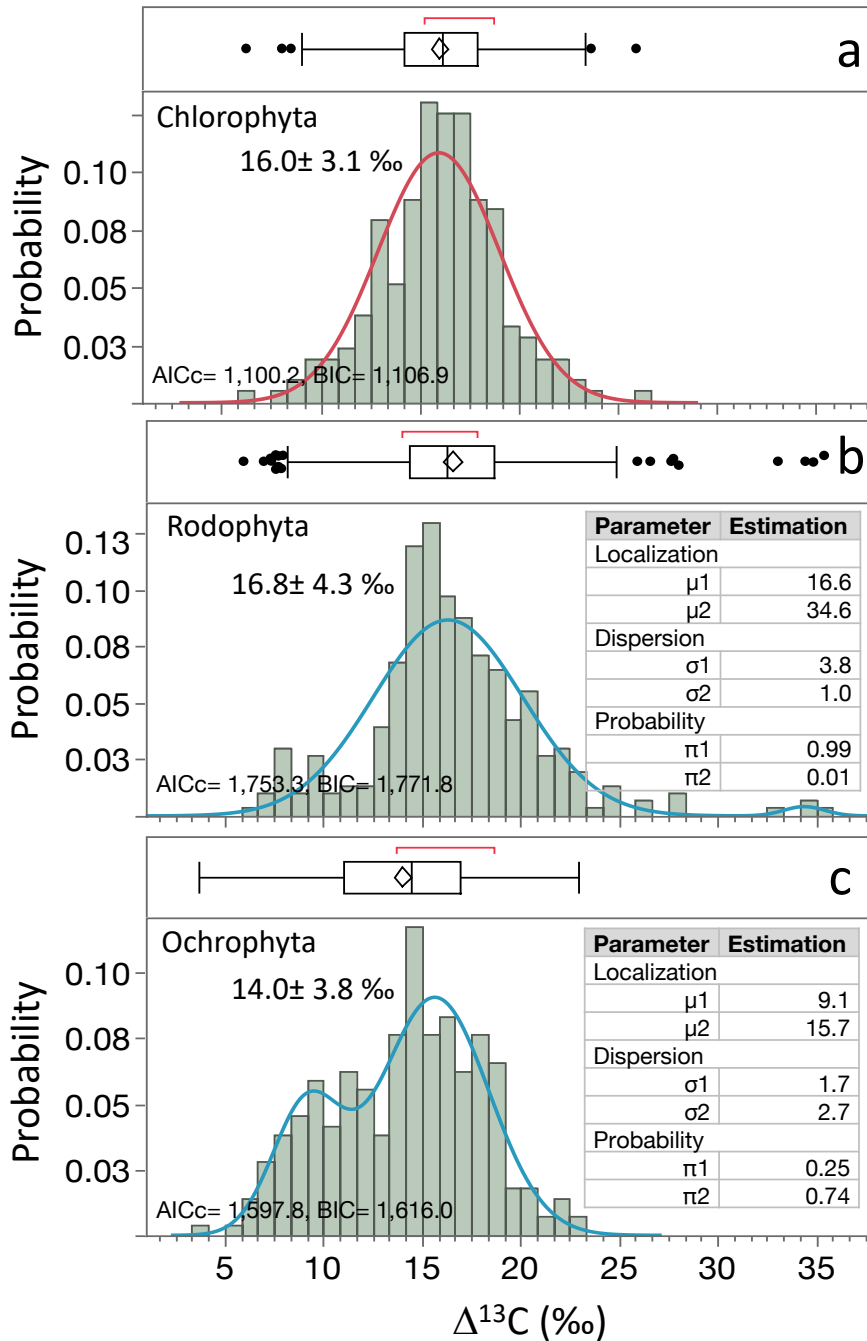 a
Chlorophyta
16.0± 3.1 ‰
Probability
0.10
0.08
0.05
0.03
AICc= 1,100.2, BIC= 1,106.9
b
Rodophyta
16.8± 4.3 ‰
Probability
0.13
0.10
0.08
0.05
0.03
AICc= 1,753.3, BIC= 1,771.8
Parameter Estimation
Localization
μ1 16.6
μ2 34.6
Dispersion
σ1 3.8
σ2 1.0
Probability
π1 0.99
π2 0.01
c
Ochrophyta
14.0± 3.8 ‰
Probability
0.10
0.08
0.05
0.03
AICc= 1,597.8, BIC= 1,616.0
Parameter Estimation
Localization
μ1 9.1
μ2 15.7
Dispersion
σ1 1.7
σ2 2.7
Probability
π1 0.25
π2 0.74
5 10 15 20 25 30 35
Δ¹³C (‰)